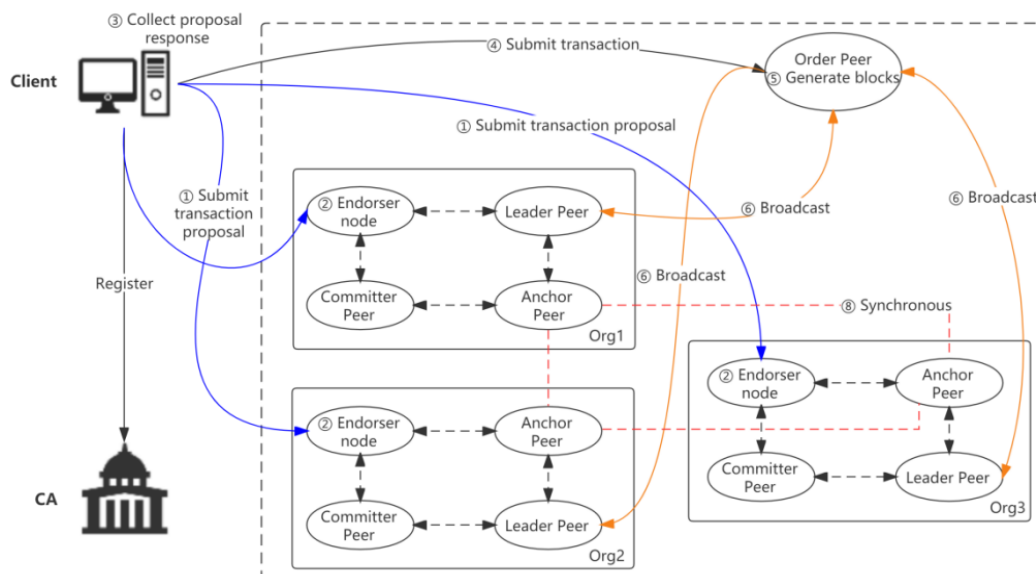 ③ Collect proposal
response
Client
④ Submit transaction
Order Peer
⑤ Generate blocks
① Submit transaction proposal
① Submit
transaction
proposal
② Endorser
node
Leader Peer
⑥ Broadcast
⑥ Broadcast
⑥ Broadcast
Register
Committer
Peer
Anchor
Peer
Org1
⑧ Synchronous
② Endorser
node
Anchor
Peer
② Endorser
node
Anchor
Peer
Committer
Peer
Leader Peer
Org3
CA
Committer
Peer
Leader Peer
Org2